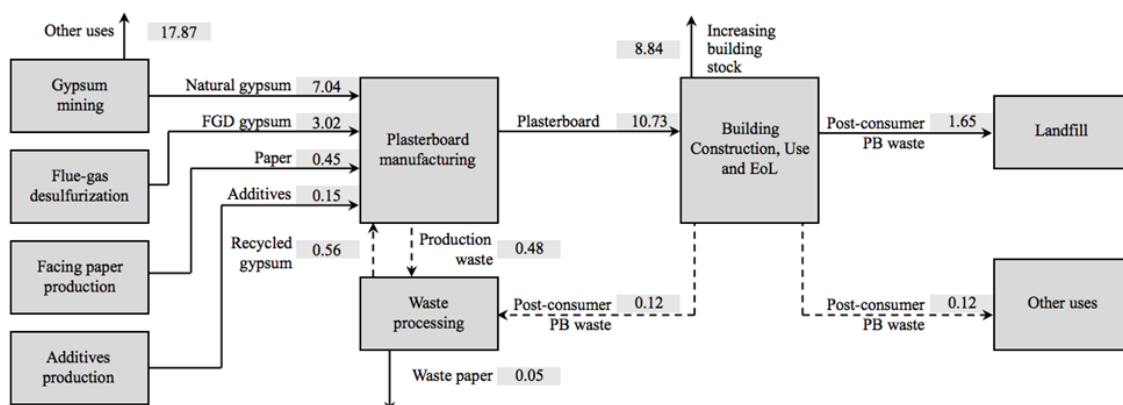 Other uses 17.87
Gypsum
mining
Natural gypsum 7.04
FGD gypsum 3.02
Flue-gas
desulfurization
Paper 0.45
Additives 0.15
Facing paper
production
Additives
production
Plasterboard
manufacturing
Recycled
gypsum
0.56
Production
waste
0.48
Waste
processing
Waste paper 0.05
Plasterboard 10.73
8.84
Increasing
building
stock
Building
Construction, Use
and EoL
Post-consumer 0.12
PB waste
Post-consumer 1.65
PB waste
Landfill
Post-consumer 0.12
PB waste
Other uses